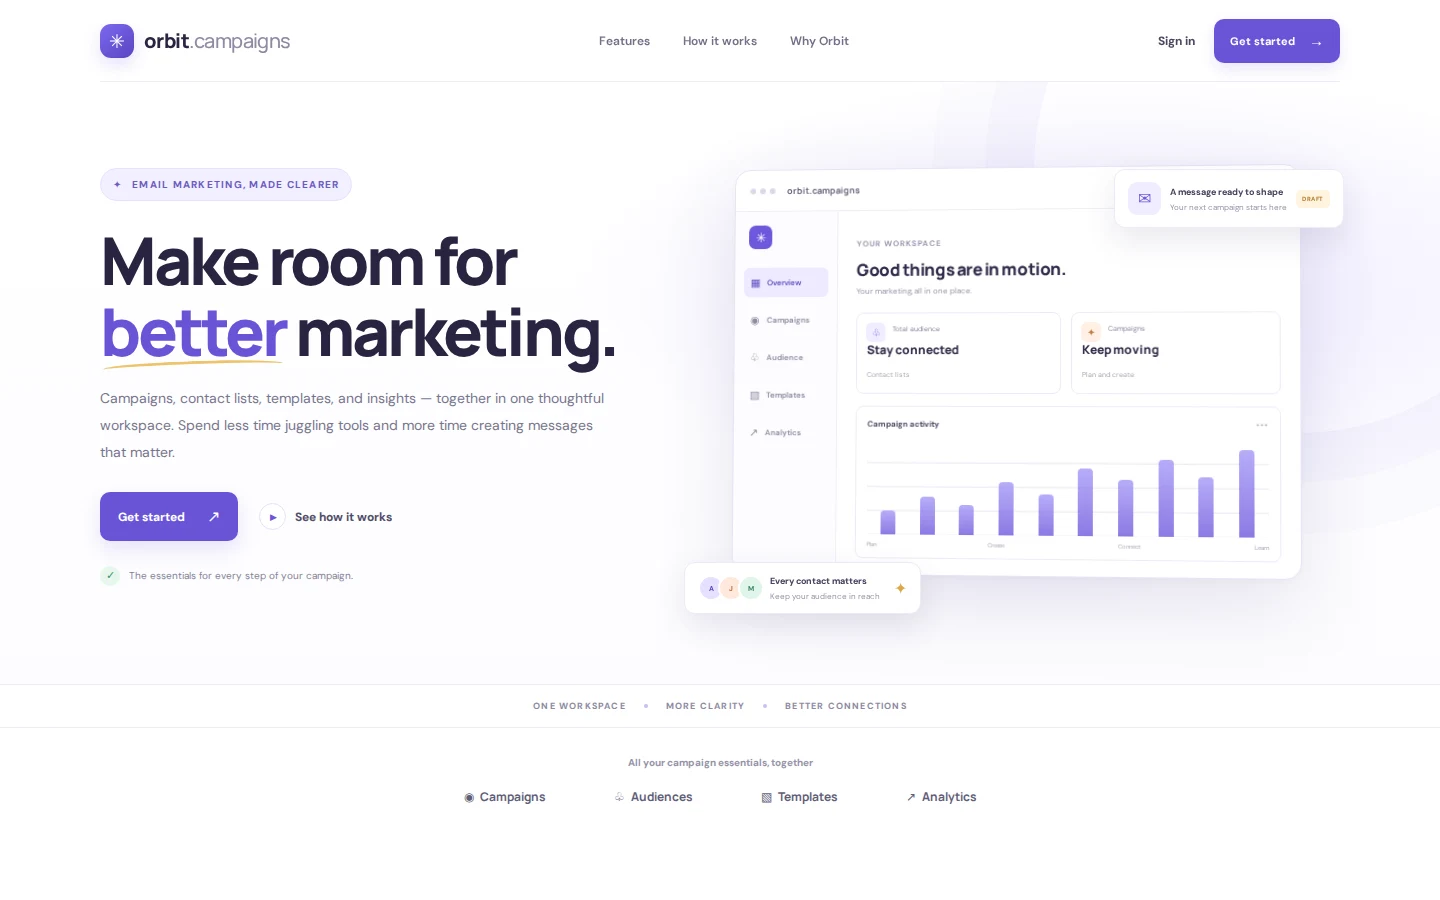 orbit.campaigns
Features
How it works
Why Orbit
Sign in
Get started →
EMAIL MARKETING, MADE CLEARER
Make room for
better marketing.
Campaigns, contact lists, templates, and insights — together in one thoughtful
workspace. Spend less time juggling tools and more time creating messages
that matter.
Get started ↗
See how it works
The essentials for every step of your campaign.
orbit.campaigns
A message ready to shape
Your next campaign starts here
DRAFT
Overview
Campaigns
Audience
Templates
Analytics
YOUR WORKSPACE
Good things are in motion.
Your marketing, all in one place.
Total audience
Stay connected
Contact lists
Campaigns
Keep moving
Plan and create
Campaign activity
Plan
Create
Connect
Learn
A
J
M
Every contact matters
Keep your audience in reach
ONE WORKSPACE • MORE CLARITY • BETTER CONNECTIONS
All your campaign essentials, together
Campaigns
Audiences
Templates
Analytics